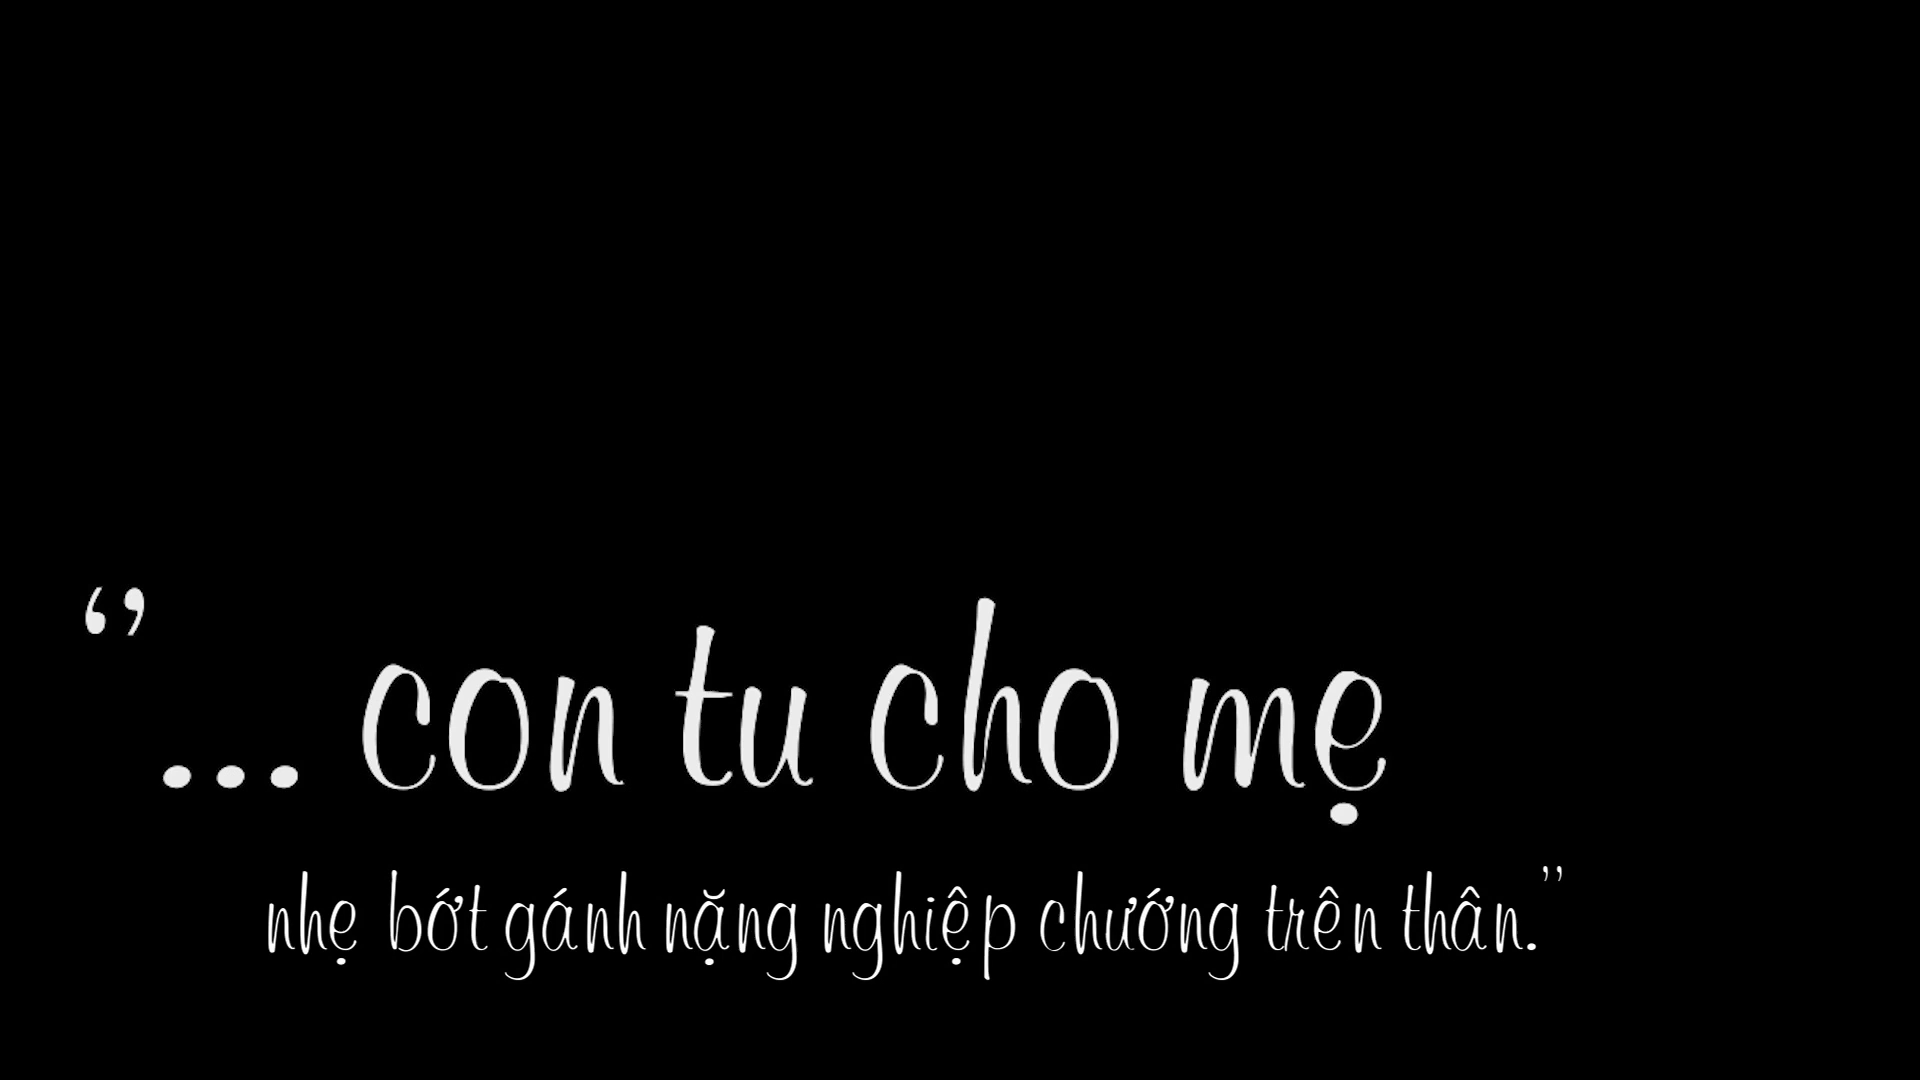 ‘’... con tu cho mẹ
nhẹ bớt gánh nặng nghiệp chướng trên thân.’’